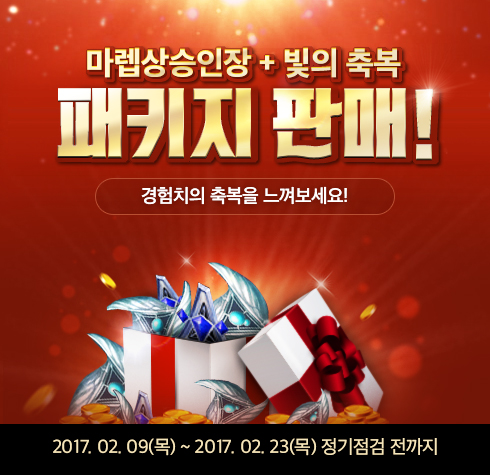 마렙상승인장 + 빛의 축복
패키지 판매!
경험치의 축복을 느껴보세요!
2017. 02. 09(목) ~ 2017. 02. 23(목) 정기점검 전까지